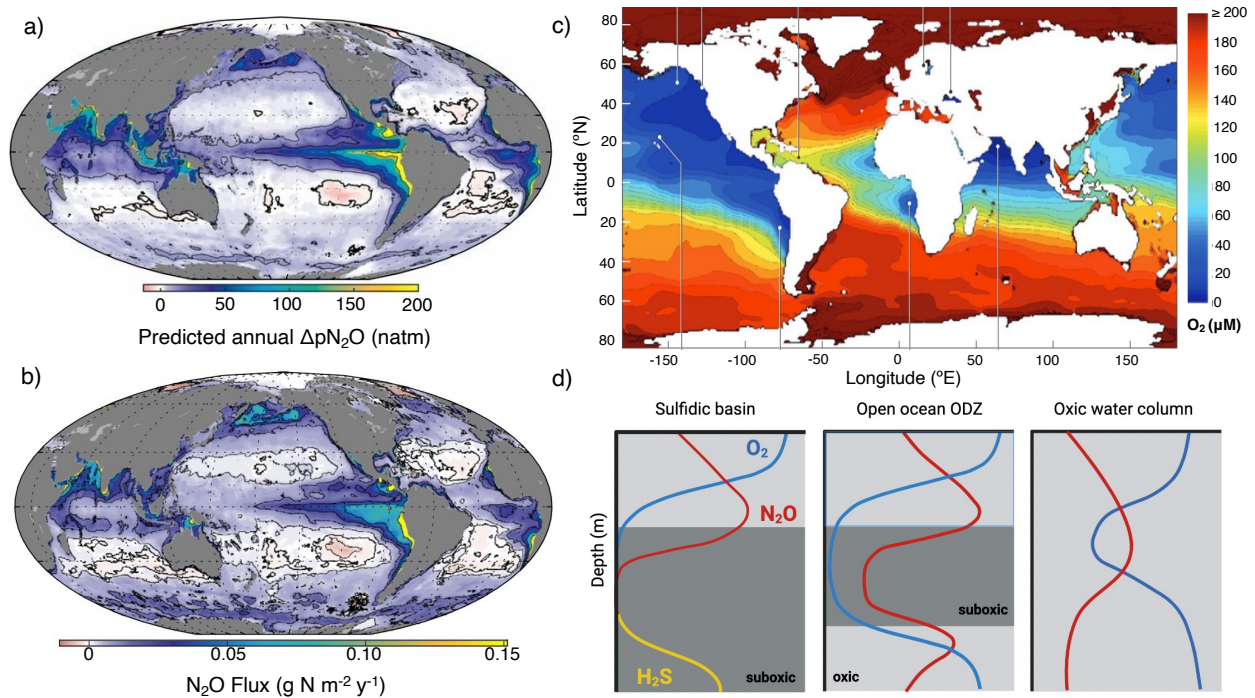 a)
0 50 100 150 200
Predicted annual ΔpN₂O (natm)
b)
0 0.05 0.10 0.15
N₂O Flux (g N m⁻² y⁻¹)
c)
80
60
40
20
0
20
40
60
80
Latitude (ºN)
-150 -100 -50 0 50 100 150
Longitude (ºE)
≥ 200
180
160
140
120
100
80
60
40
20
0
O₂ (µM)
d)
Sulfidic basin
Open ocean ODZ
Oxic water column
Depth (m)
O₂
N₂O
H₂S
suboxic
suboxic
oxic